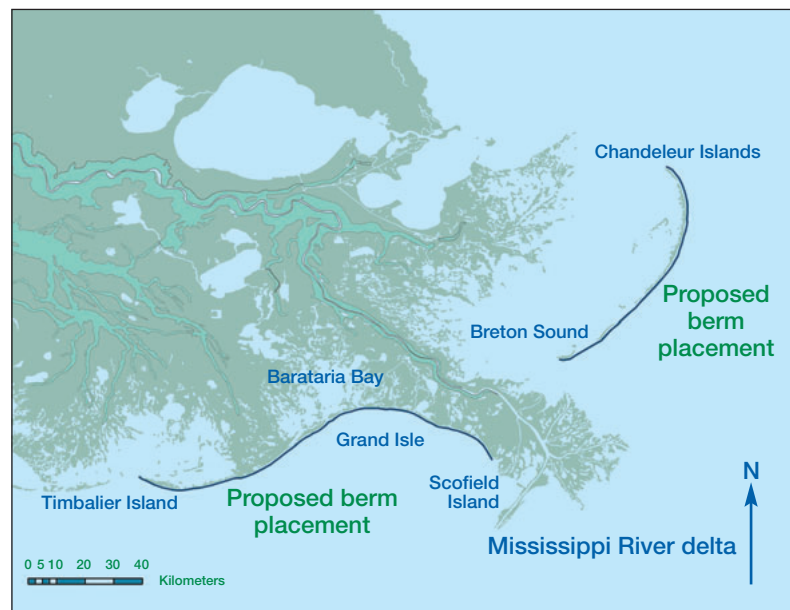 Chandeleur Islands
Proposed
berm
placement
Breton Sound
Barataria Bay
Grand Isle
Timbalier Island
Proposed berm
placement
Scofield
Island
N
Mississippi River delta
0 5 10 20 30 40
Kilometers